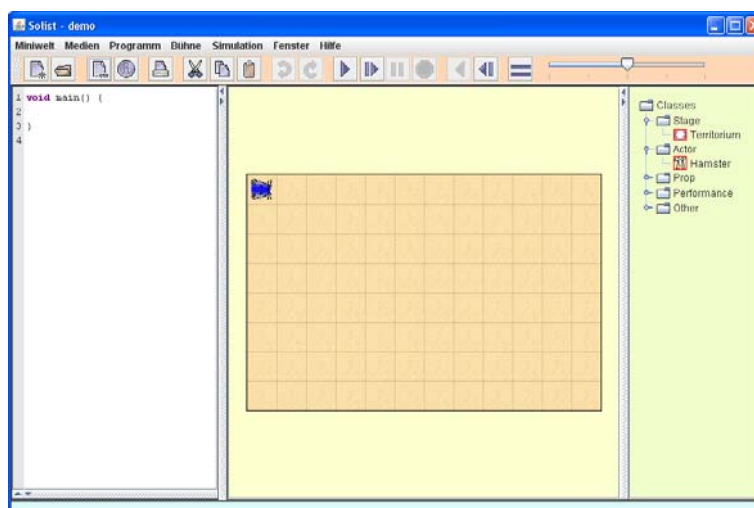 Solist - demo
Miniwelt Medien Programm Bühne Simulation Fenster Hilfe
1 void main() {
2
3 }
4
Classes
Stage
Territorium
Actor
Hamster
Prop
Performance
Other